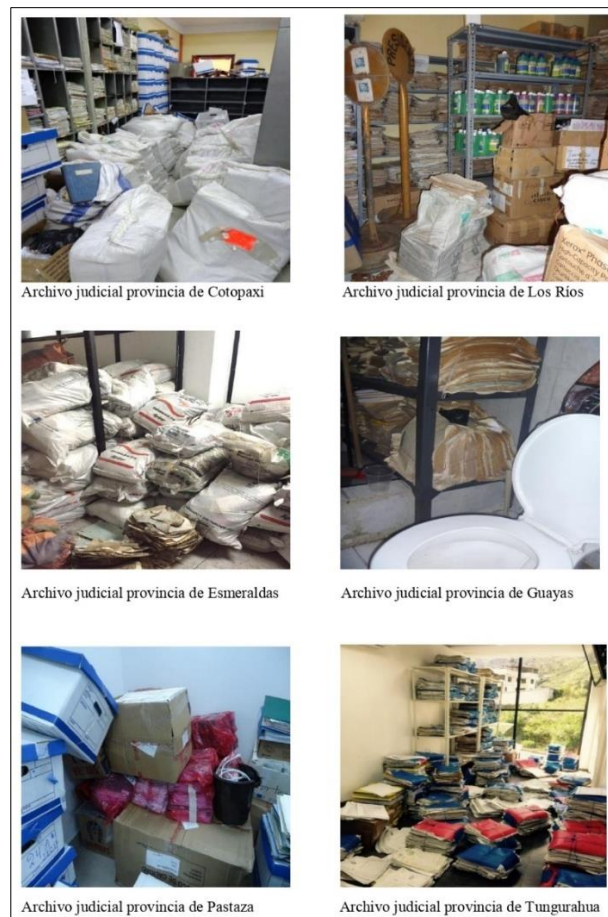 Archivo judicial provincia de Cotopaxi
Archivo judicial provincia de Los Ríos
Archivo judicial provincia de Esmeraldas
Archivo judicial provincia de Guayas
Archivo judicial provincia de Pastaza
Archivo judicial provincia de Tungurahua